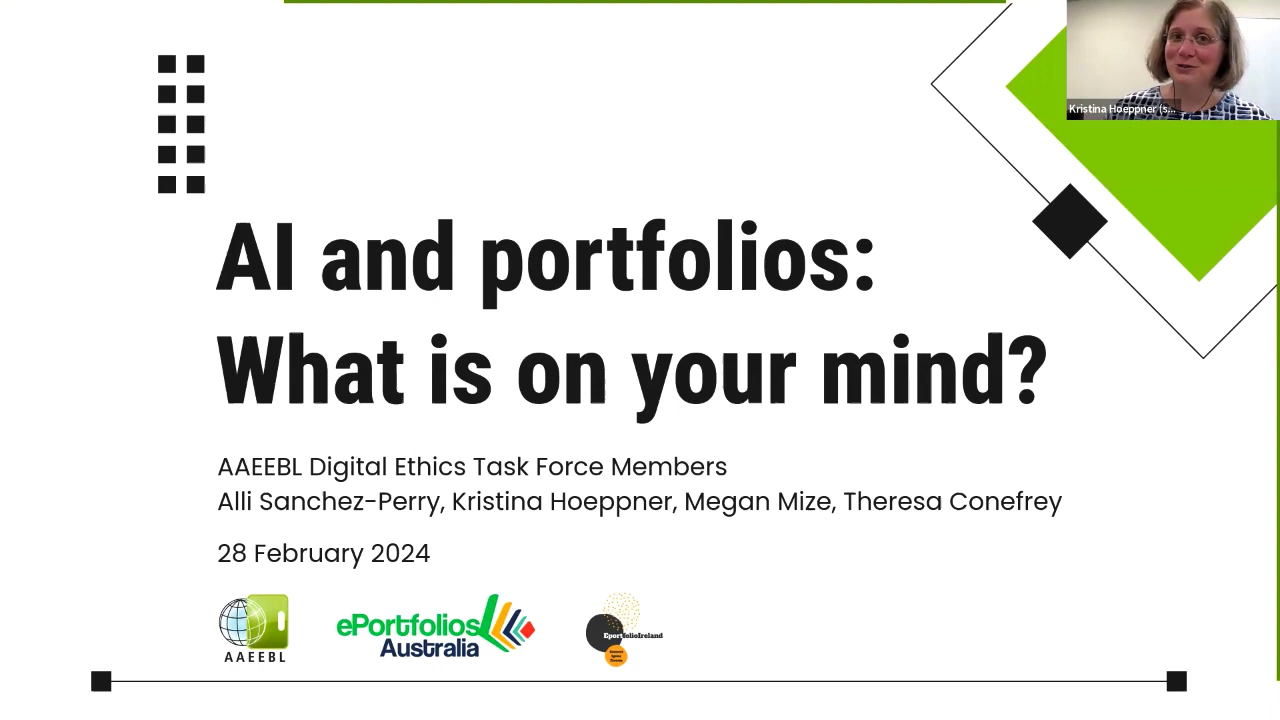 Kristina Hoeppner (s...
AI and portfolios:
What is on your mind?
AAEEBL Digital Ethics Task Force Members
Alli Sanchez-Perry, Kristina Hoeppner, Megan Mize, Theresa Conefrey
28 February 2024
AAEEBL
ePortfolios
Australia
EportfolioIreland